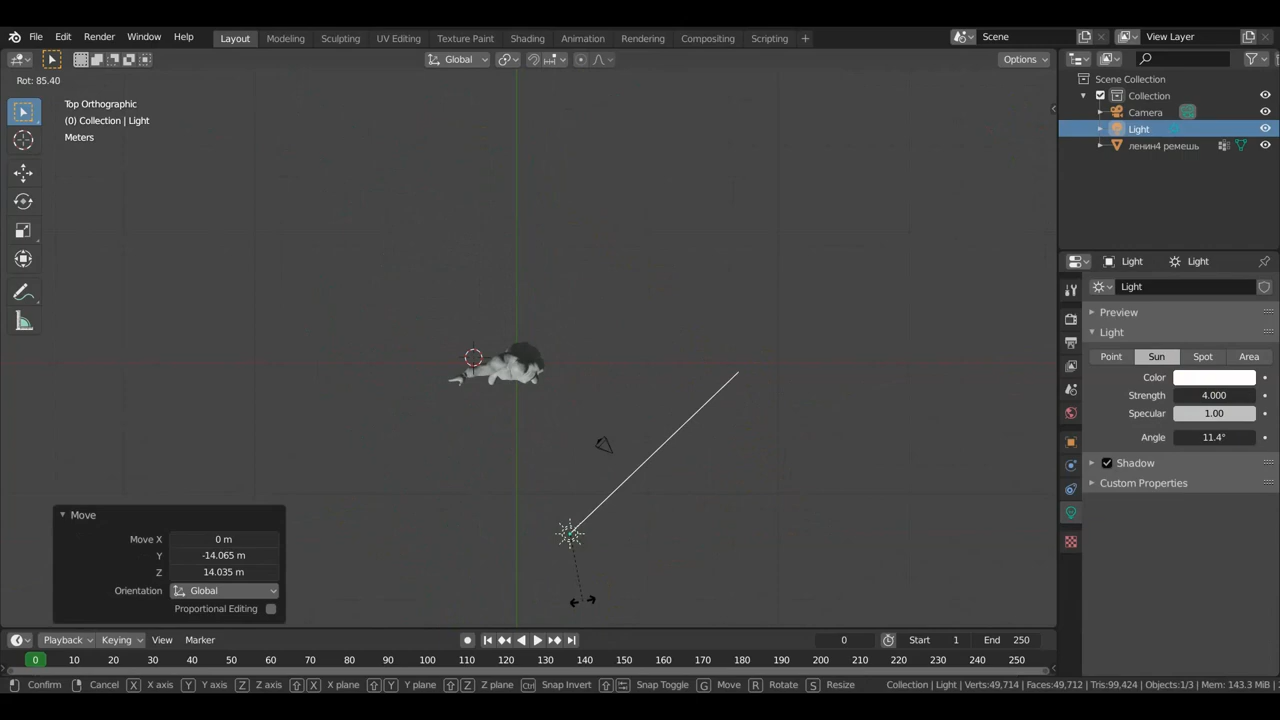 File Edit Render Window Help Layout Modeling Sculpting UV Editing Texture Paint Shading Animation Rendering Compositing Scripting + Scene View Layer
Global Options
Rot: 85.40
Top Orthographic
(0) Collection | Light
Meters
Scene Collection
Collection
Camera
Light
ленин4 ремешь
Light Light
Light
Preview
Light
Point Sun Spot Area
Color
Strength 4.000
Specular 1.00
Angle 11.4°
Shadow
Custom Properties
Move
Move X 0 m
Y -14.065 m
Z 14.035 m
Orientation Global
Proportional Editing
Playback Keying View Marker 0 Start 1 End 250
0 10 20 30 40 50 60 70 80 90 100 110 120 130 140 150 160 170 180 190 200 210 220 230 240 250
Confirm Cancel X X axis Y Y axis Z Z axis X X plane Y Y plane Z Z plane Ctrl Snap Invert Snap Toggle G Move R Rotate S Resize Collection | Light | Verts:49,714 | Faces:49,712 | Tris:99,424 | Objects:1/3 | Mem: 143.3 MiB